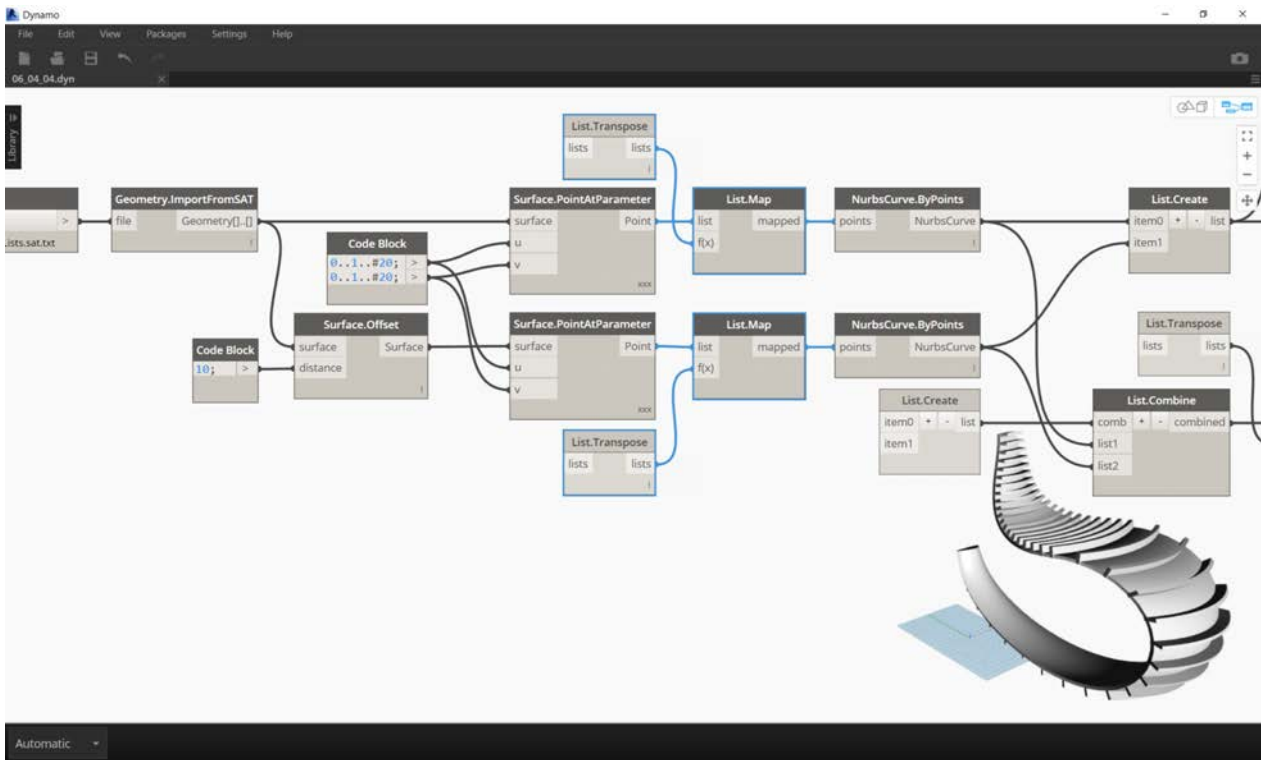 Dynamo
File Edit View Packages Settings Help
06_04_04.dyn
Library
List.Transpose
lists lists
Geometry.ImportFromSAT
file Geometry[]..[]
.ists.sat.txt
>
Surface.PointAtParameter
surface Point
u
v
xxx
List.Map
list mapped
f(x)
NurbsCurve.ByPoints
points NurbsCurve
List.Create
item0 + - list
item1
Code Block
0..1..#20; >
0..1..#20; >
Surface.Offset
surface Surface
distance
Code Block
10; >
Surface.PointAtParameter
surface Point
u
v
xxx
List.Map
list mapped
f(x)
NurbsCurve.ByPoints
points NurbsCurve
List.Transpose
lists lists
List.Create
item0 + - list
item1
List.Combine
comb + - combined
list1
list2
List.Transpose
lists lists
Automatic